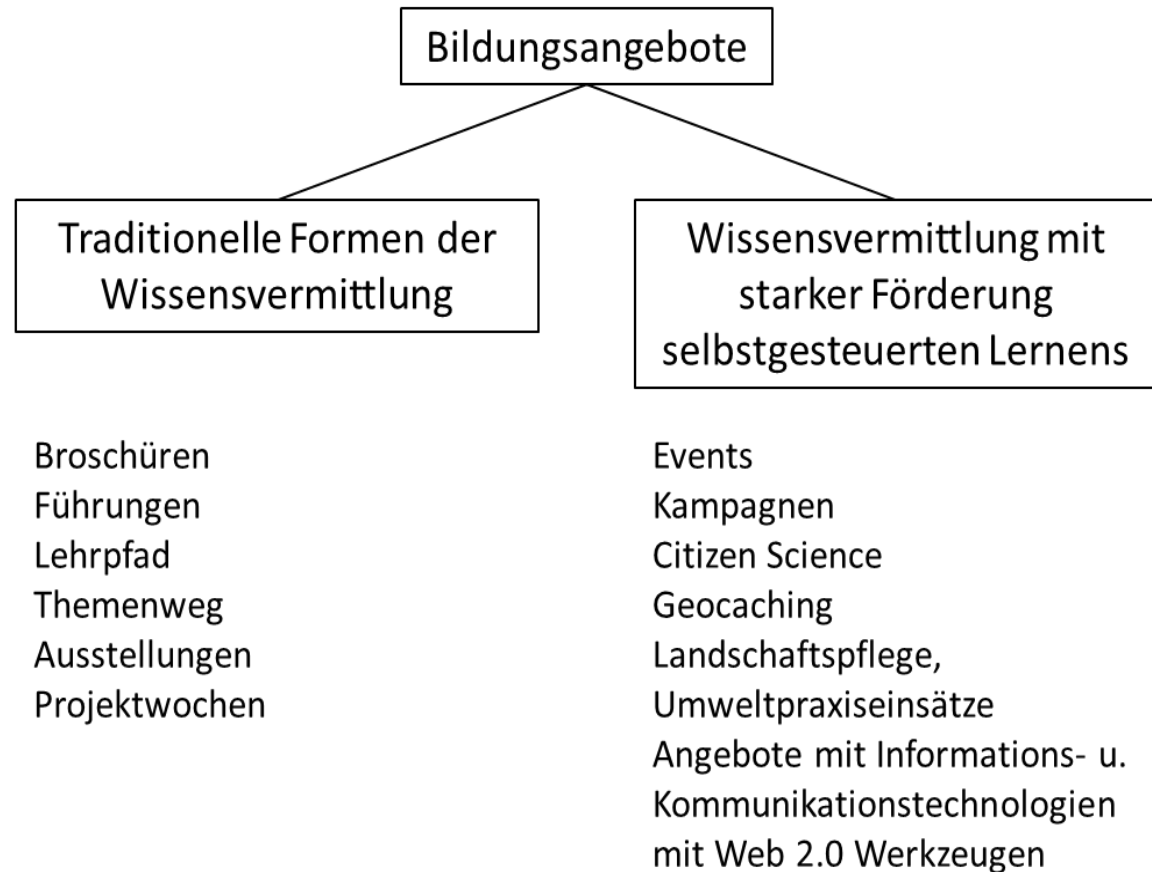 Bildungsangebote
Traditionelle Formen der
Wissensvermittlung
Wissensvermittlung mit
starker Förderung
selbstgesteuerten Lernens
Broschüren
Führungen
Lehrpfad
Themenweg
Ausstellungen
Projektwochen
Events
Kampagnen
Citizen Science
Geocaching
Landschaftspflege,
Umweltpraxiseinsätze
Angebote mit Informations- u.
Kommunikationstechnologien
mit Web 2.0 Werkzeugen